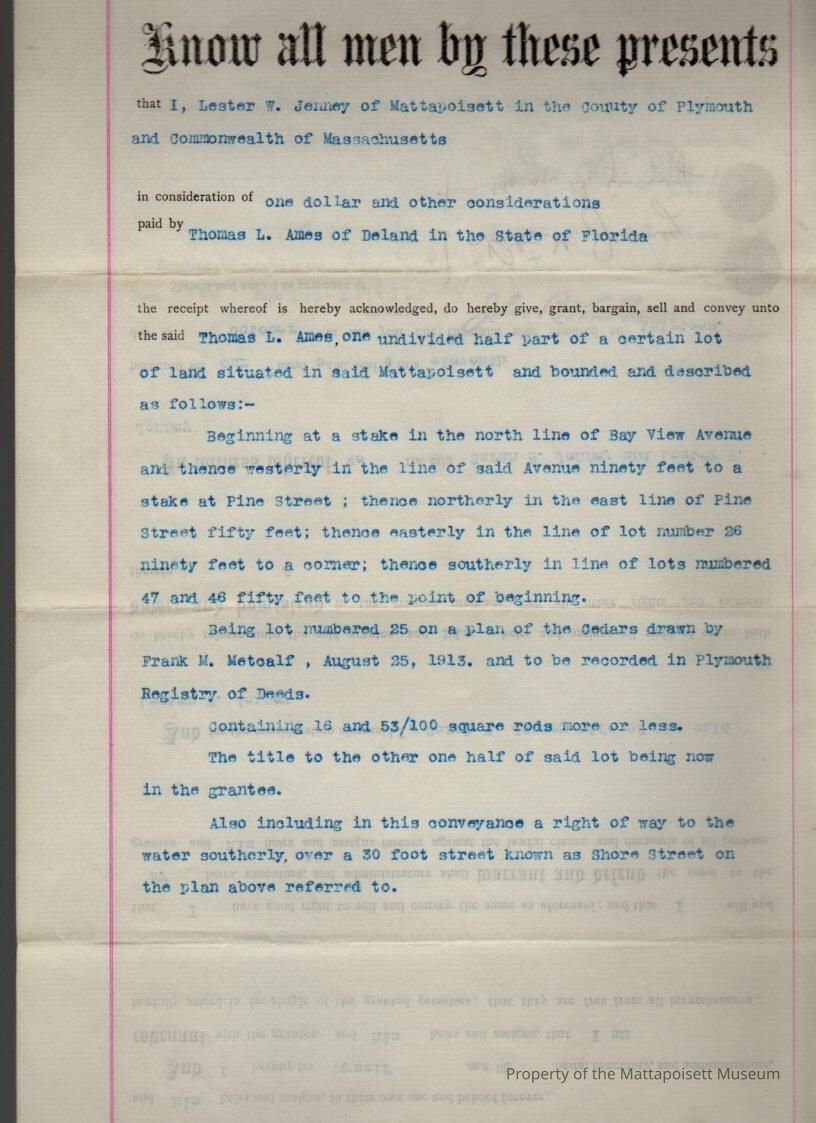 Know all men by these presents
that I, Lester W. Jenney of Mattapoisett in the County of Plymouth
and Commonwealth of Massachusetts
in consideration of one dollar and other considerations
paid by Thomas L. Ames of Deland in the State of Florida
the receipt whereof is hereby acknowledged, do hereby give, grant, bargain, sell and convey unto
the said Thomas L. Ames, one undivided half part of a certain lot
of land situated in said Mattapoisett and bounded and described
as follows:-
Beginning at a stake in the north line of Bay View Avenue
and thence westerly in the line of said Avenue ninety feet to a
stake at Pine Street ; thence northerly in the east line of Pine
Street fifty feet; thence easterly in the line of lot number 26
ninety feet to a corner; thence southerly in line of lots numbered
47 and 46 fifty feet to the point of beginning.
Being lot numbered 25 on a plan of the Cedars drawn by
Frank M. Metcalf , August 25, 1913. and to be recorded in Plymouth
Registry of Deeds.
Containing 16 and 53/100 square rods more or less.
The title to the other one half of said lot being now
in the grantee.
Also including in this conveyance a right of way to the
water southerly, over a 30 foot street known as Shore Street on
the plan above referred to.
Property of the Mattapoisett Museum